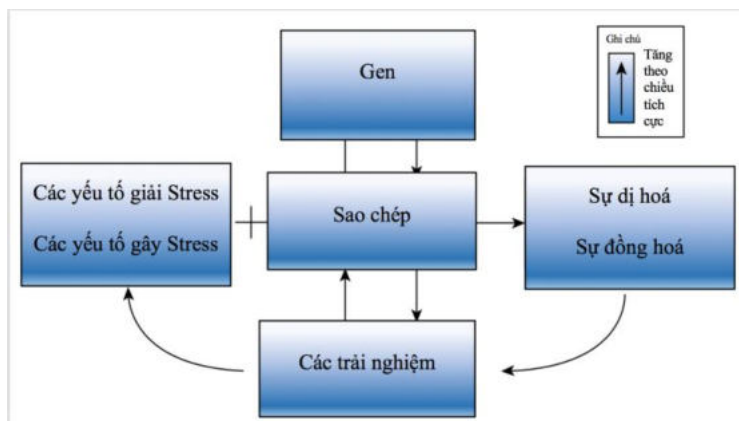 Gen
Ghi chú
Tăng
theo
chiều
tích
cực
Các yếu tố giải Stress
Các yếu tố gây Stress
Sao chép
Sự dị hoá
Sự đồng hoá
Các trải nghiệm